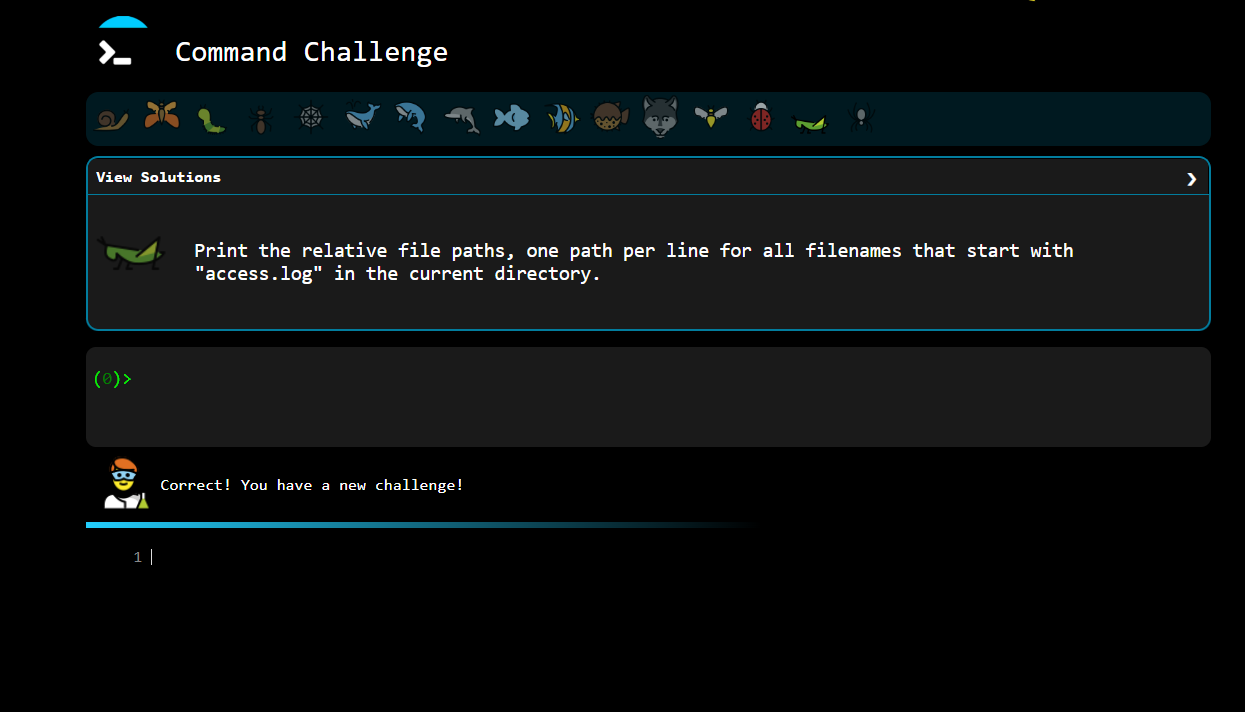 Command Challenge
View Solutions
Print the relative file paths, one path per line for all filenames that start with
"access.log" in the current directory.
(0)>
Correct! You have a new challenge!
1